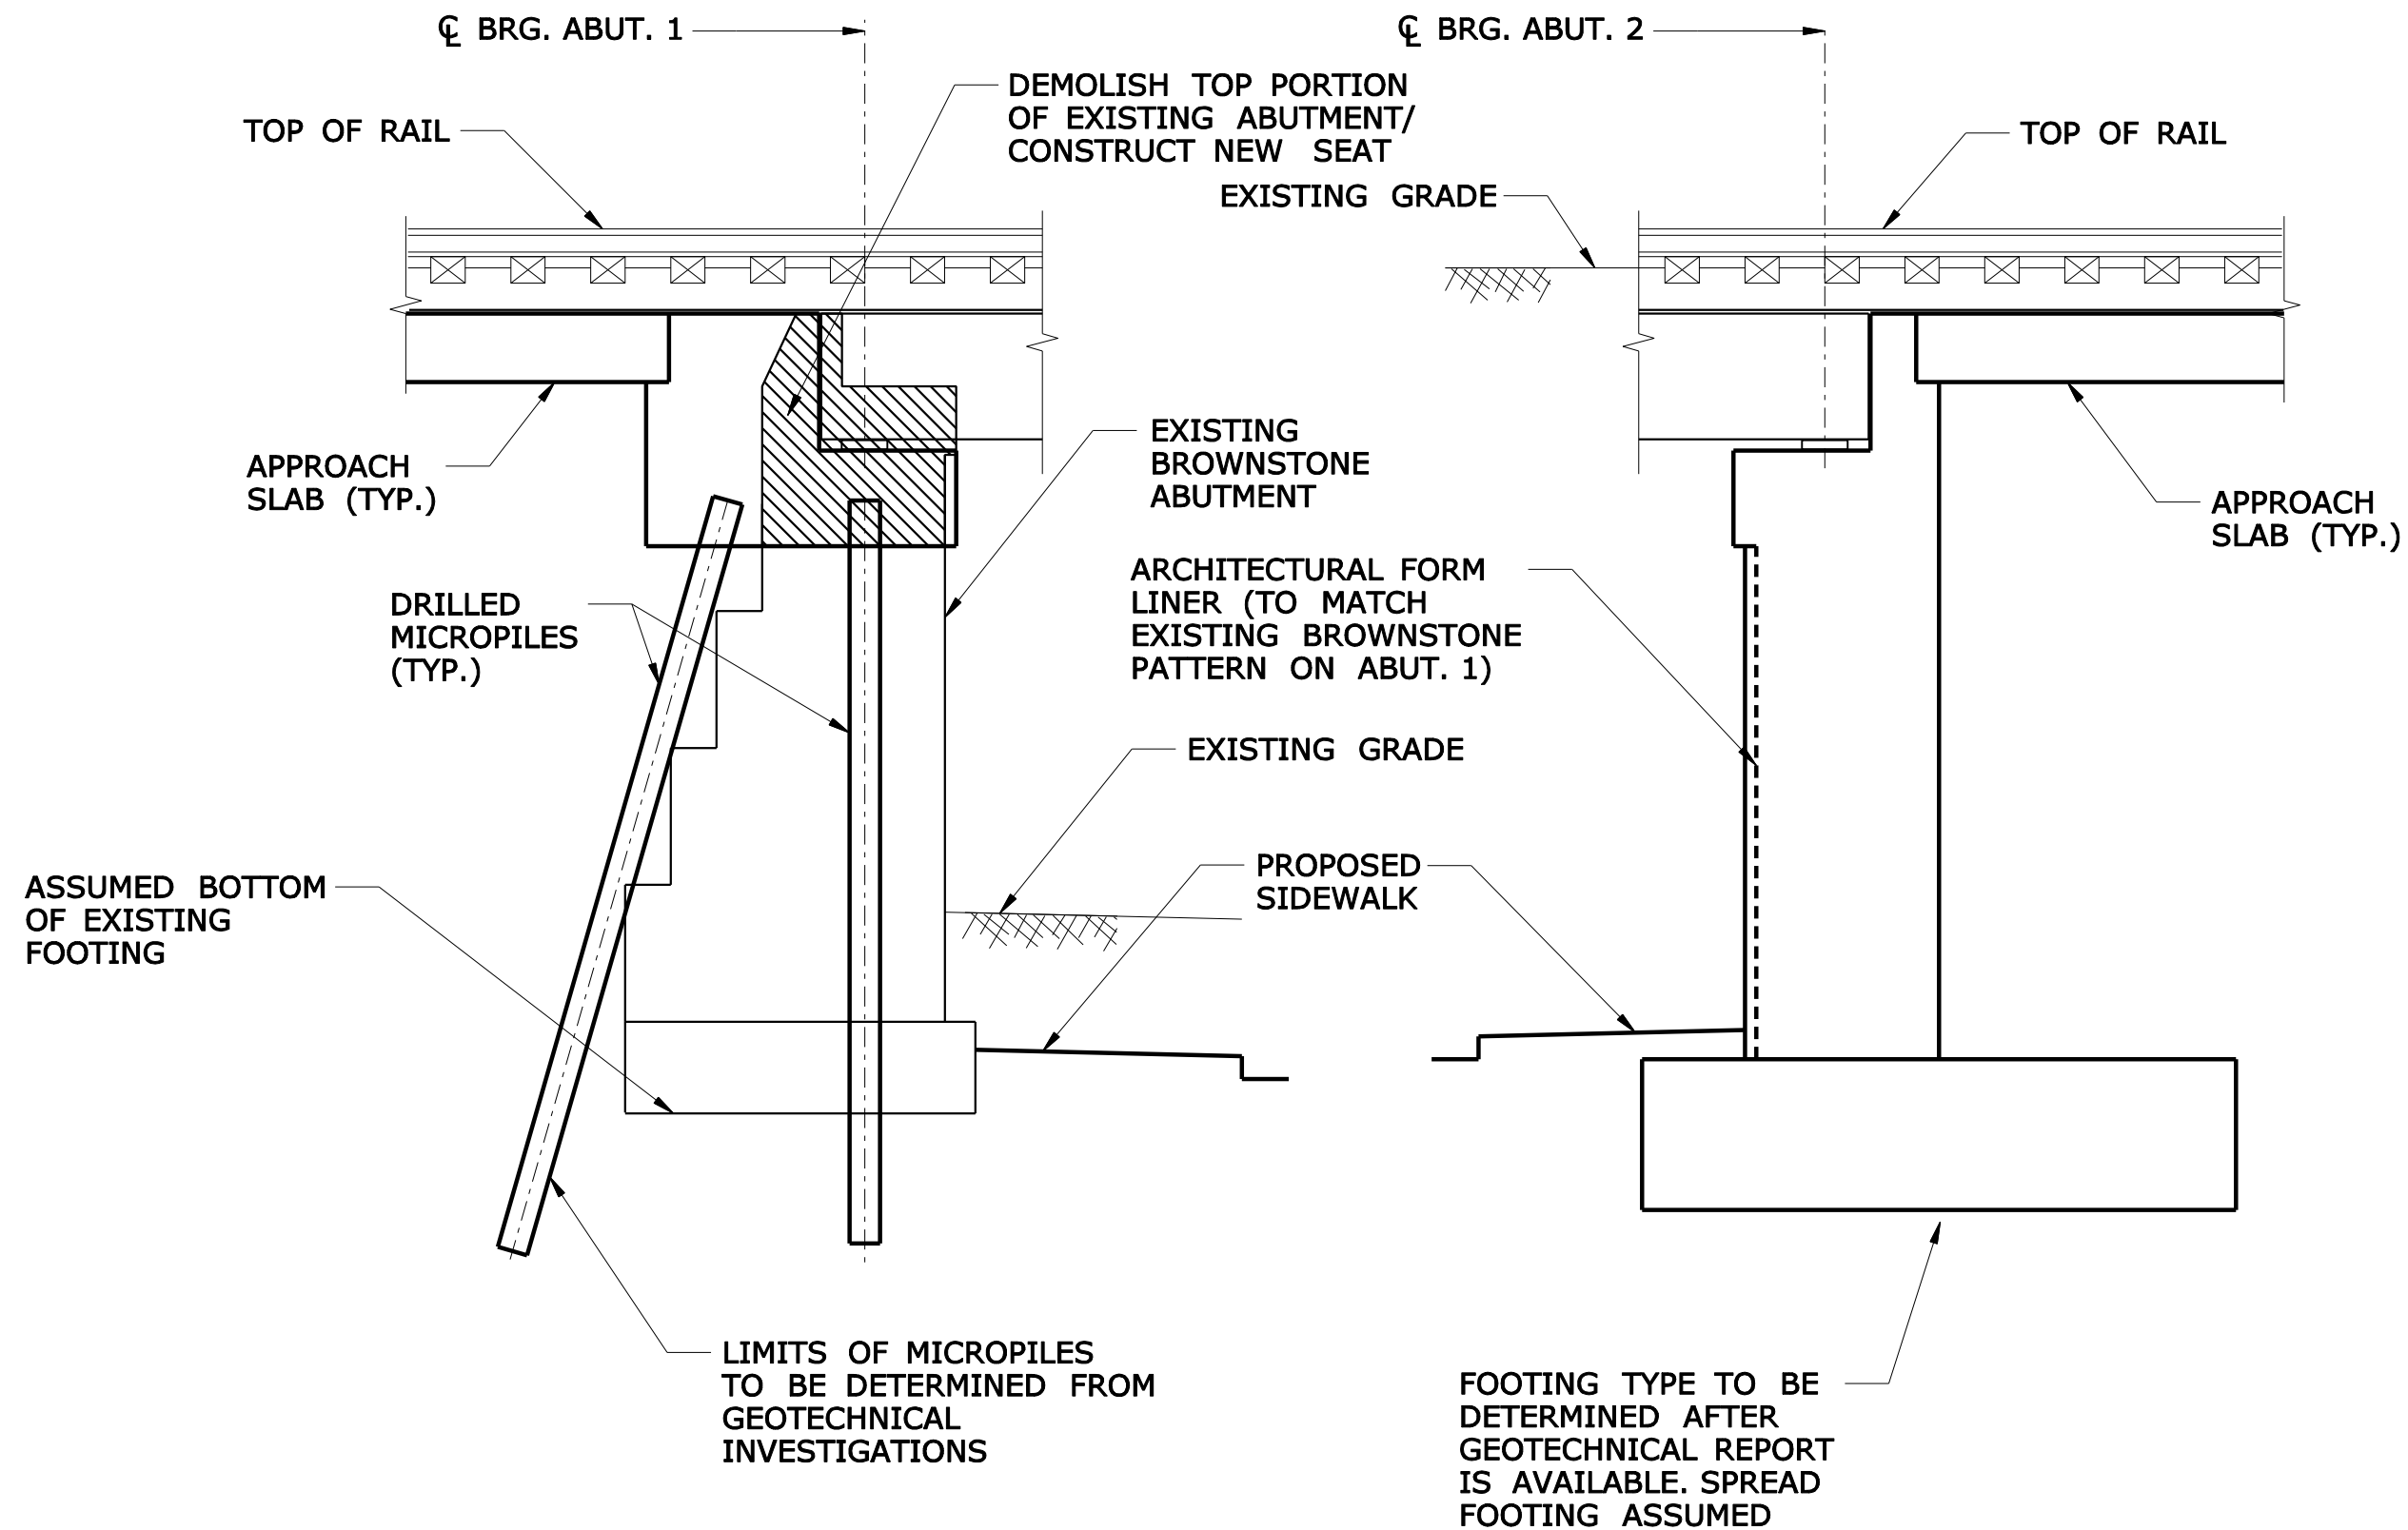 ℄ BRG. ABUT. 1
℄ BRG. ABUT. 2
DEMOLISH TOP PORTION
OF EXISTING ABUTMENT/
CONSTRUCT NEW SEAT
TOP OF RAIL
TOP OF RAIL
EXISTING GRADE
APPROACH
SLAB (TYP.)
EXISTING
BROWNSTONE
ABUTMENT
APPROACH
SLAB (TYP.)
DRILLED
MICROPILES
(TYP.)
ARCHITECTURAL FORM
LINER (TO MATCH
EXISTING BROWNSTONE
PATTERN ON ABUT. 1)
EXISTING GRADE
ASSUMED BOTTOM
OF EXISTING
FOOTING
PROPOSED
SIDEWALK
LIMITS OF MICROPILES
TO BE DETERMINED FROM
GEOTECHNICAL
INVESTIGATIONS
FOOTING TYPE TO BE
DETERMINED AFTER
GEOTECHNICAL REPORT
IS AVAILABLE. SPREAD
FOOTING ASSUMED